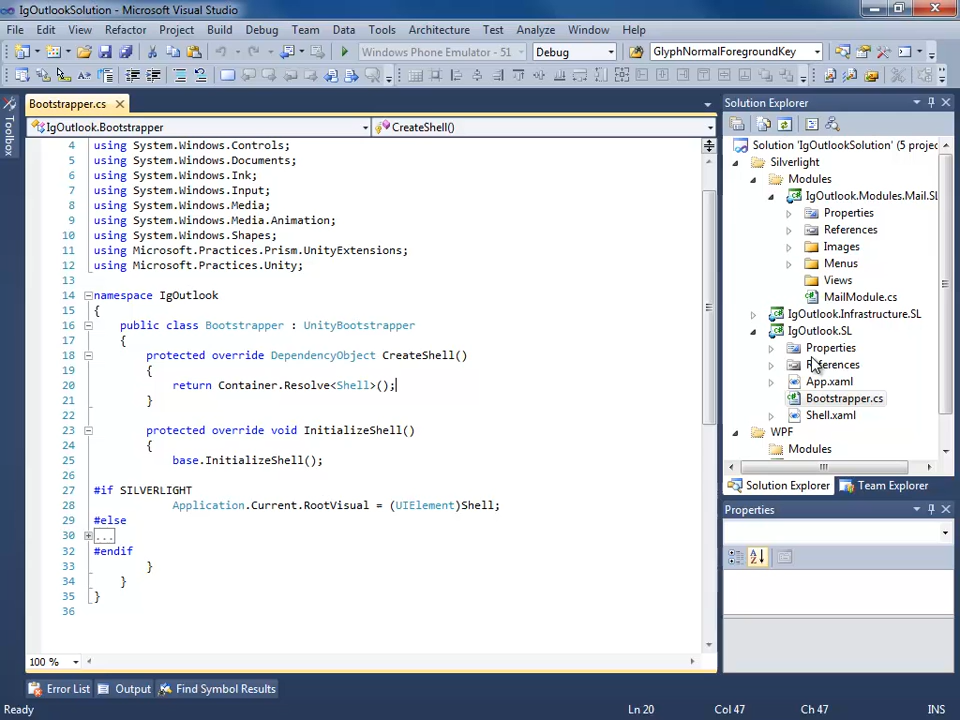 IgOutlookSolution - Microsoft Visual Studio
File Edit View Refactor Project Build Debug Team Data Tools Architecture Test Analyze Window Help
Windows Phone Emulator - 51 Debug GlyphNormalForegroundKey
Toolbox
Bootstrapper.cs
IgOutlook.Bootstrapper CreateShell()
4 using System.Windows.Controls;
5 using System.Windows.Documents;
6 using System.Windows.Ink;
7 using System.Windows.Input;
8 using System.Windows.Media;
9 using System.Windows.Media.Animation;
10 using System.Windows.Shapes;
11 using Microsoft.Practices.Prism.UnityExtensions;
12 using Microsoft.Practices.Unity;
13
14 namespace IgOutlook
15 {
16 public class Bootstrapper : UnityBootstrapper
17 {
18 protected override DependencyObject CreateShell()
19 {
20 return Container.Resolve<Shell>();
21 }
22
23 protected override void InitializeShell()
24 {
25 base.InitializeShell();
26
27 #if SILVERLIGHT
28 Application.Current.RootVisual = (UIElement)Shell;
29 #else
30 ...
32 #endif
33 }
34 }
35 }
36
100 %
Solution Explorer
Solution 'IgOutlookSolution' (5 projec
Silverlight
Modules
IgOutlook.Modules.Mail.SL
Properties
References
Images
Menus
Views
MailModule.cs
IgOutlook.Infrastructure.SL
IgOutlook.SL
Properties
References
App.xaml
Bootstrapper.cs
Shell.xaml
WPF
Modules
Solution Explorer Team Explorer
Properties
Error List Output Find Symbol Results
Ready Ln 20 Col 47 Ch 47 INS